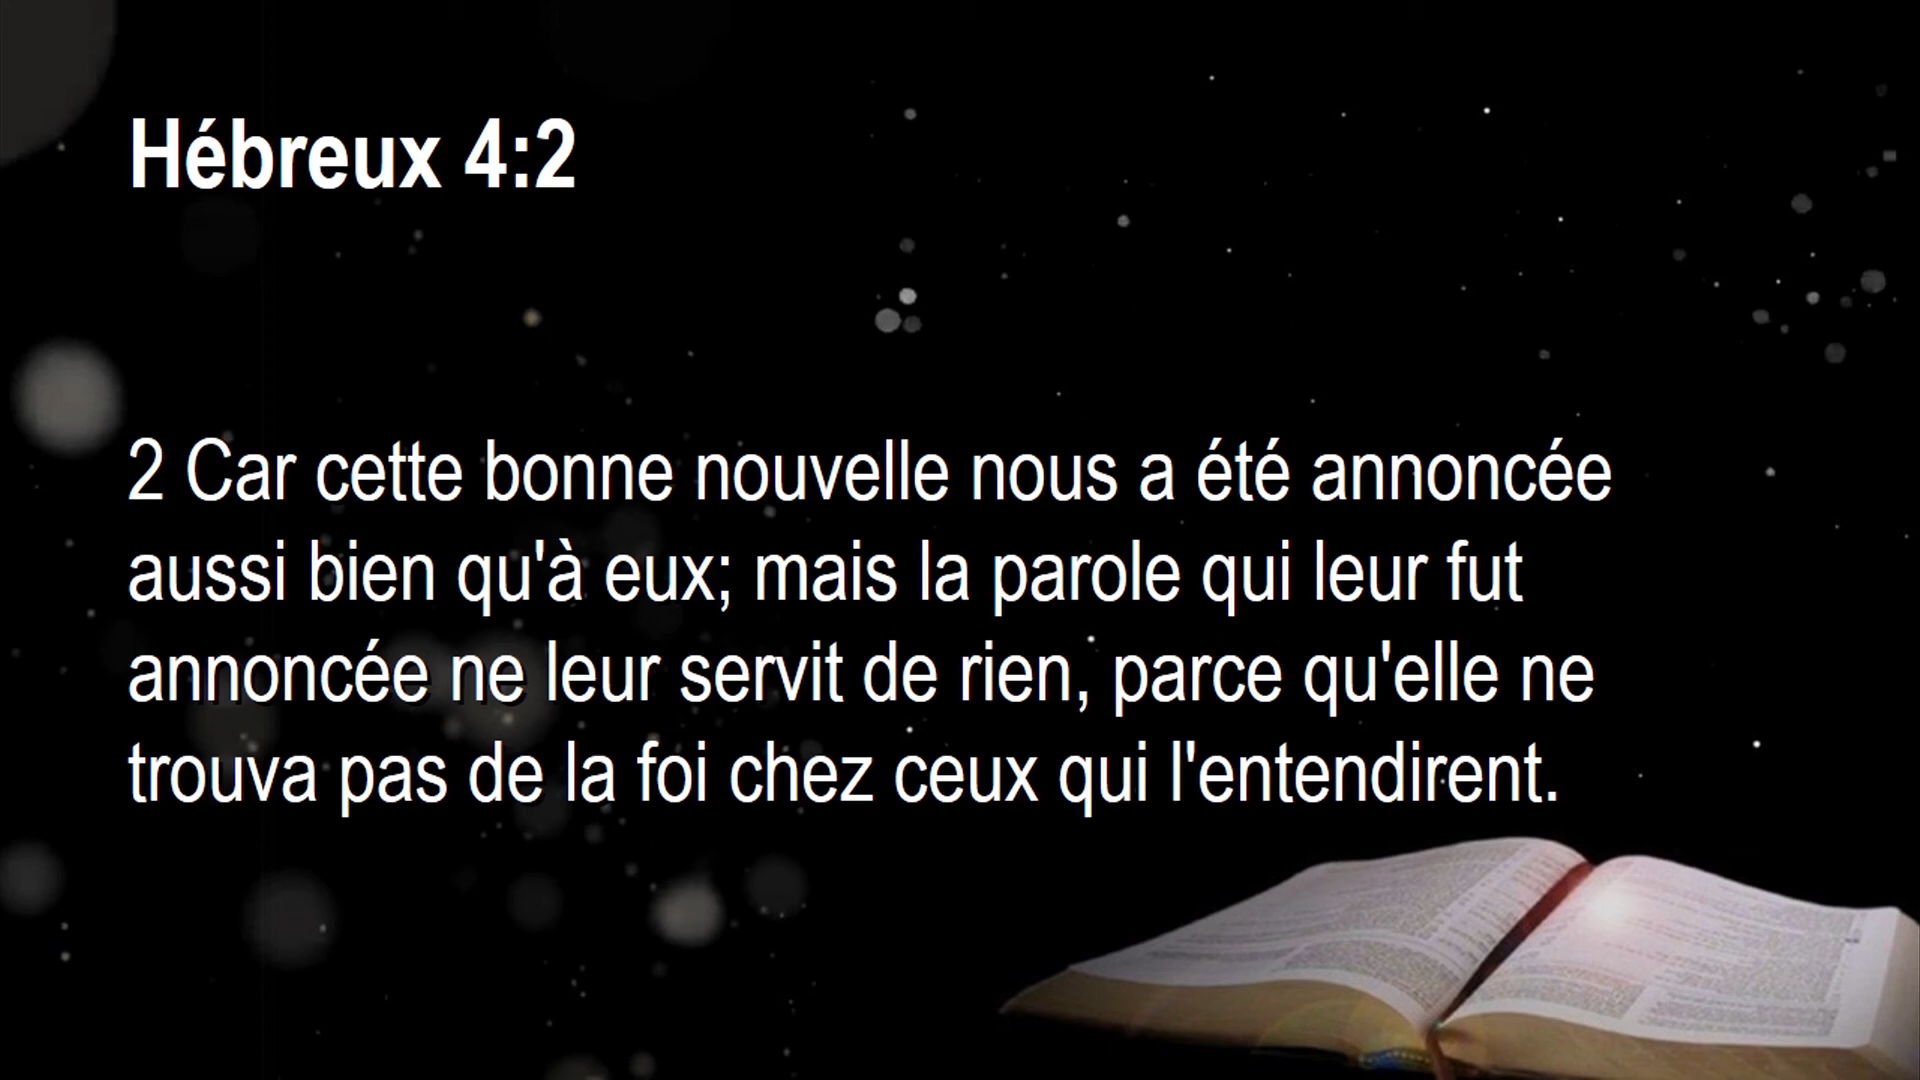 Hébreux 4:2
2 Car cette bonne nouvelle nous a été annoncée
aussi bien qu'à eux; mais la parole qui leur fut
annoncée ne leur servit de rien, parce qu'elle ne
trouva pas de la foi chez ceux qui l'entendirent.